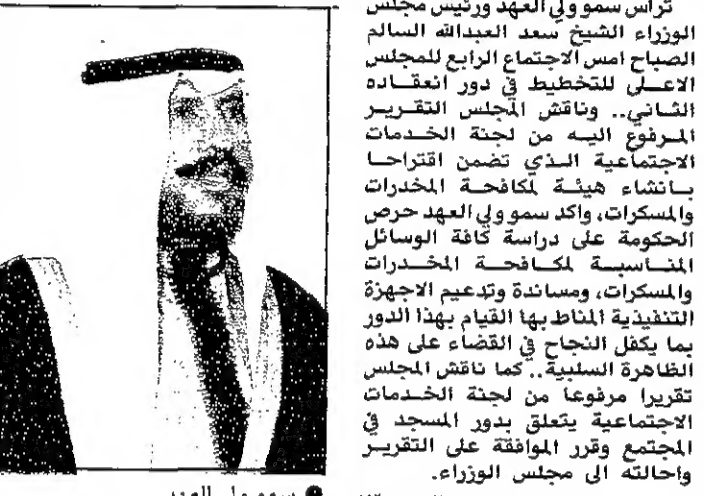 ترأس سمو ولي العهد ورئيس مجلس
الوزراء الشيخ سعد العبدالله السالم
الصباح امس الاجتماع الرابع للمجلس
الاعلى للتخطيط في دور انعقاده
الثاني.. وناقش المجلس التقرير
المرفوع اليه من لجنة الخدمات
الاجتماعية الذي تضمن اقتراحا
بانشاء هيئة لمكافحة المخدرات
والمسكرات، واكد سمو ولي العهد حرص
الحكومة على دراسة كافة الوسائل
المناسبة لمكافحة المخدرات
والمسكرات، ومساندة وتدعيم الاجهزة
التنفيذية المناط بها القيام بهذا الدور
بما يكفل النجاح في القضاء على هذه
الظاهرة السلبية.. كما ناقش المجلس
تقريرا مرفوعا من لجنة الخدمات
الاجتماعية يتعلق بدور المسجد في
المجتمع وقرر الموافقة على التقرير
واحالته الى مجلس الوزراء.
● سمو ولي العهد